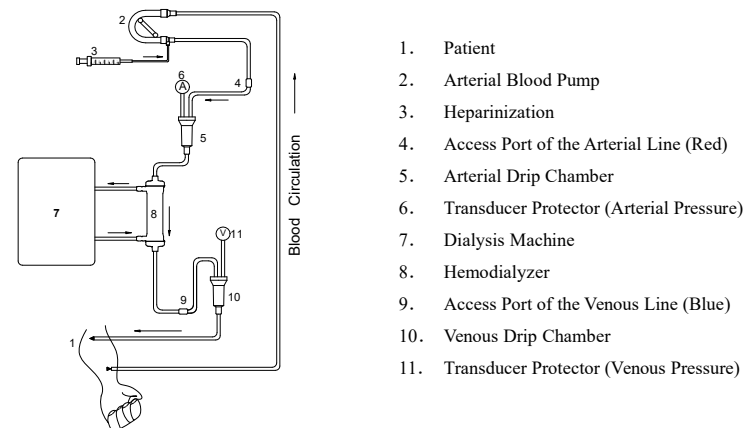 2
3
6
A
4
5
7
8
V
11
9
10
1
Blood Circulation
1. Patient
2. Arterial Blood Pump
3. Heparinization
4. Access Port of the Arterial Line (Red)
5. Arterial Drip Chamber
6. Transducer Protector (Arterial Pressure)
7. Dialysis Machine
8. Hemodialyzer
9. Access Port of the Venous Line (Blue)
10. Venous Drip Chamber
11. Transducer Protector (Venous Pressure)